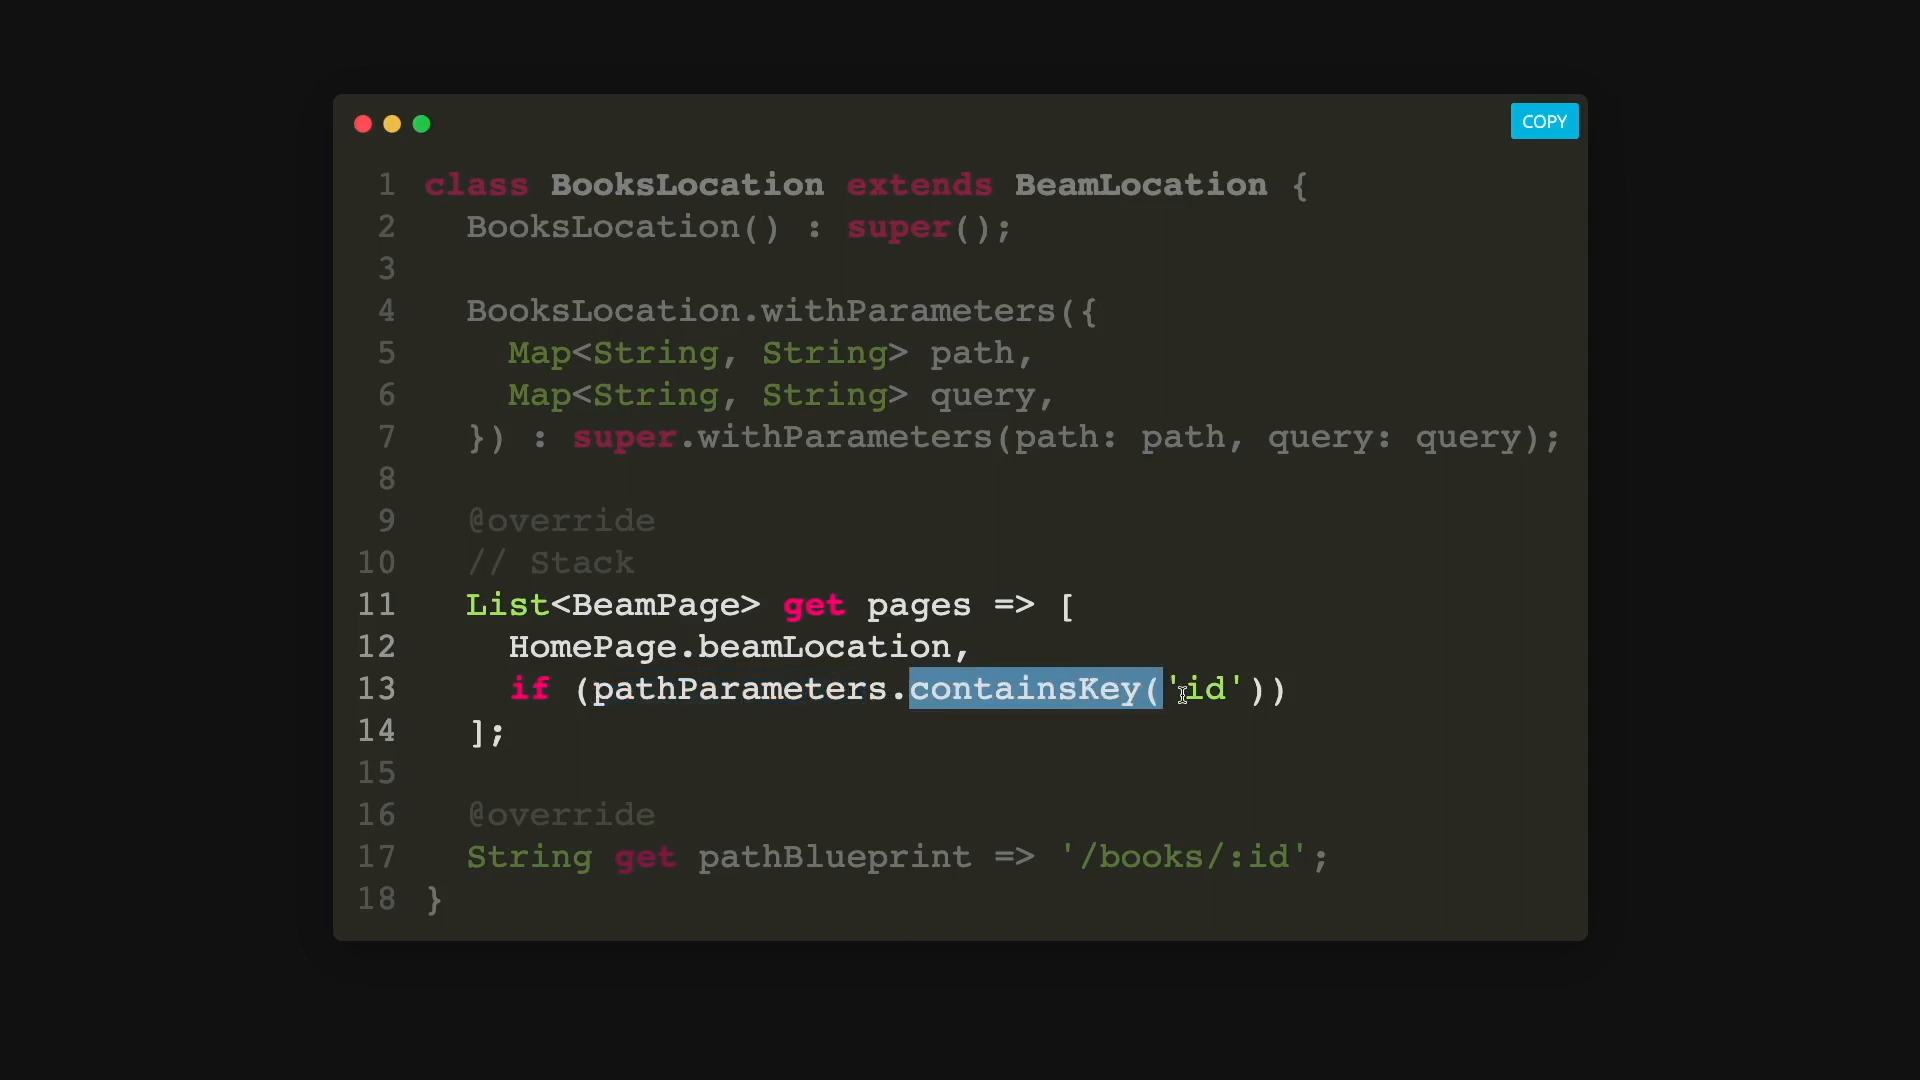 COPY
1 class BooksLocation extends BeamLocation {
2   BooksLocation() : super();
3
4   BooksLocation.withParameters({
5     Map<String, String> path,
6     Map<String, String> query,
7   }) : super.withParameters(path: path, query: query);
8
9   @override
10   // Stack
11   List<BeamPage> get pages => [
12     HomePage.beamLocation,
13     if (pathParameters.containsKey('id'))
14   ];
15
16   @override
17   String get pathBlueprint => '/books/:id';
18 }